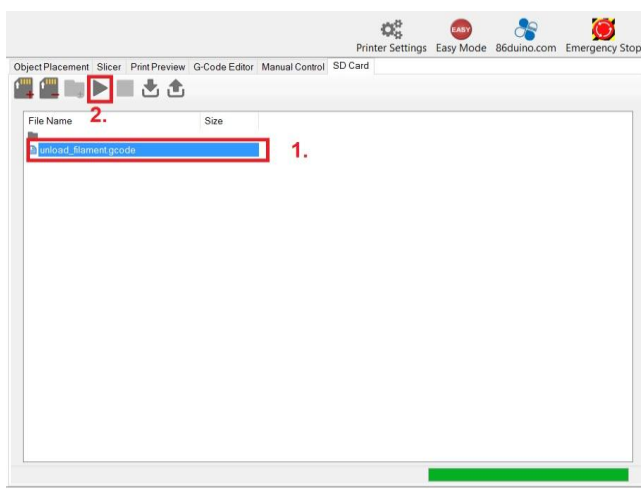 EASY
Printer Settings Easy Mode 86duino.com Emergency Stop
Object Placement Slicer Print Preview G-Code Editor Manual Control SD Card
2.
File Name Size
unload_filament.gcode
1.